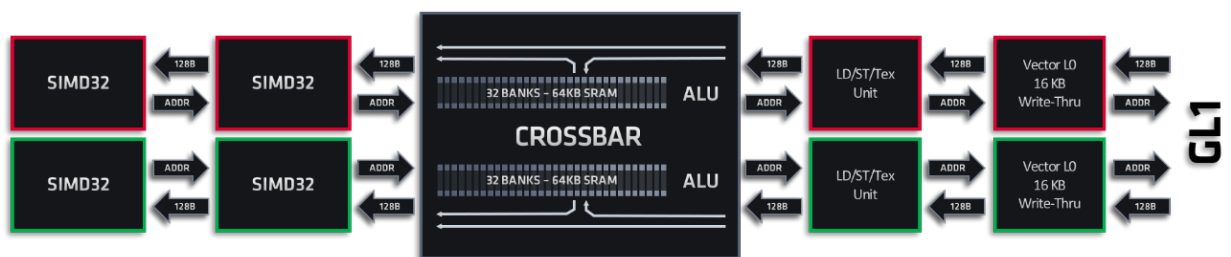 SIMD32
128B
ADDR
SIMD32
128B
ADDR
32 BANKS - 64KB SRAM
ALU
128B
ADDR
LD/ST/Tex
Unit
128B
ADDR
Vector L0
16 KB
Write-Thru
128B
ADDR
CROSSBAR
GL1
SIMD32
ADDR
128B
SIMD32
ADDR
128B
32 BANKS - 64KB SRAM
ALU
ADDR
128B
LD/ST/Tex
Unit
ADDR
128B
Vector L0
16 KB
Write-Thru
ADDR
128B